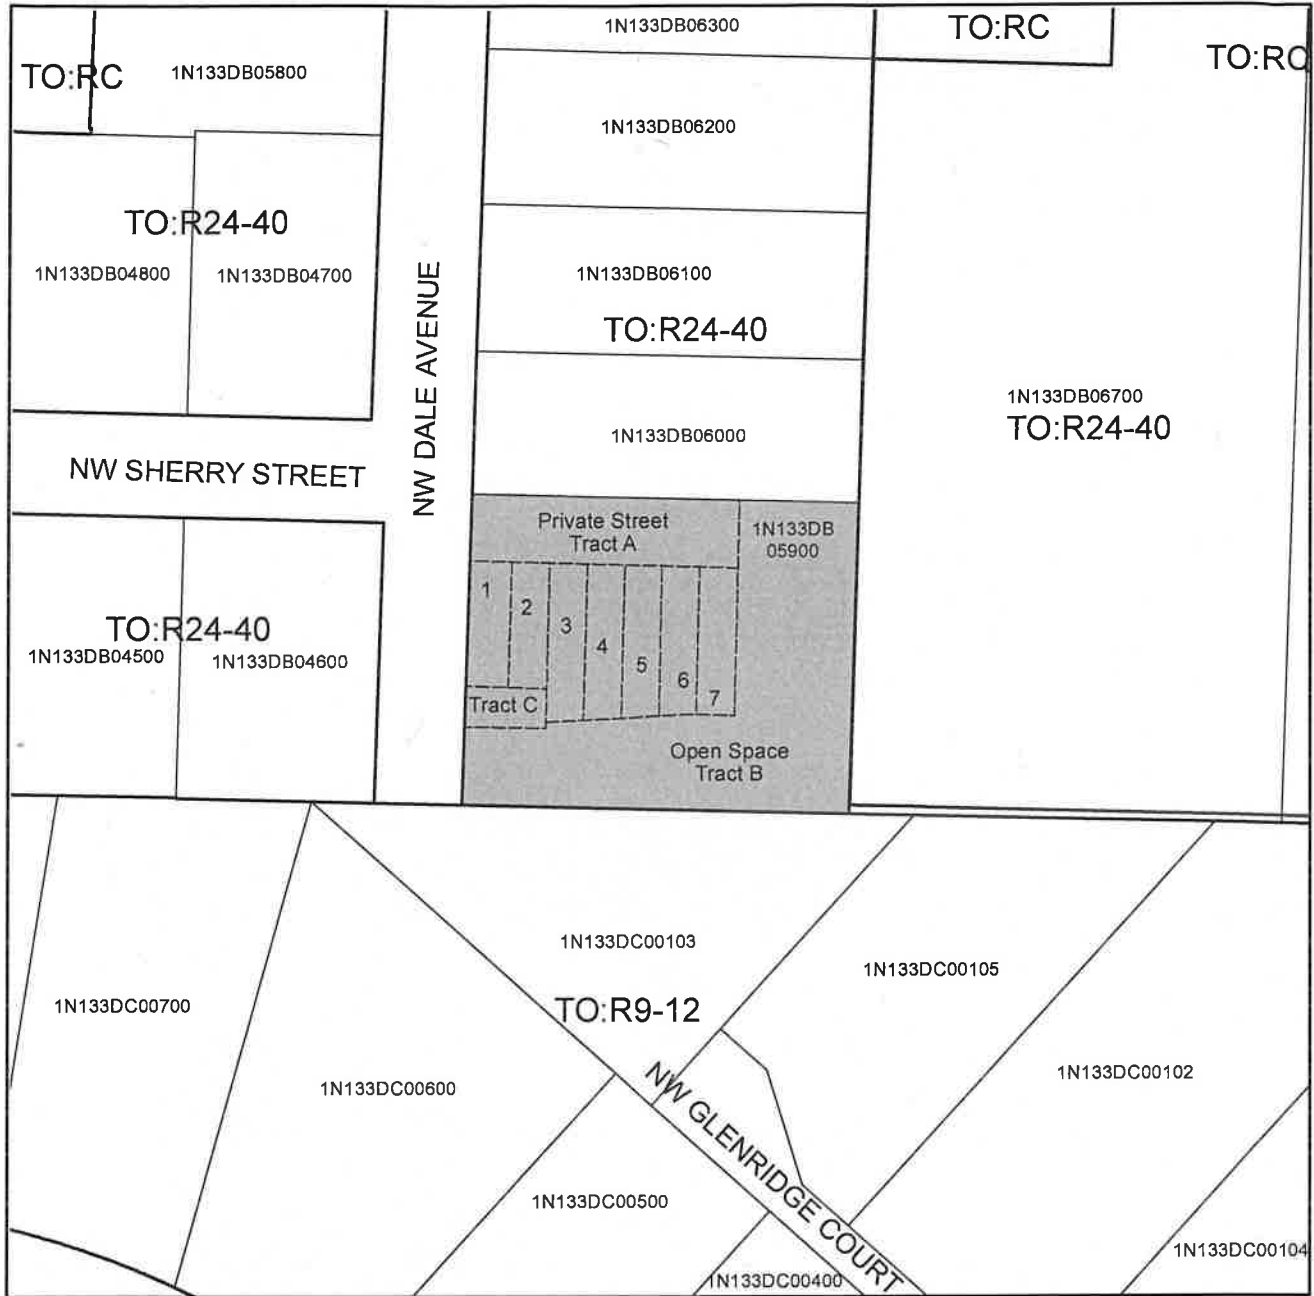 1N133DB06300
TO:RC
TO:RC
TO:RC
1N133DB05800
1N133DB06200
TO:R24-40
1N133DB04800
1N133DB04700
1N133DB06100
TO:R24-40
NW DALE AVENUE
1N133DB06700
TO:R24-40
1N133DB06000
NW SHERRY STREET
Private Street
Tract A
1N133DB
05900
1
2
3
4
5
6
7
TO:R24-40
1N133DB04500
1N133DB04600
Tract C
Open Space
Tract B
1N133DC00103
1N133DC00105
TO:R9-12
1N133DC00700
1N133DC00600
1N133DC00102
NW GLENRIDGE COURT
1N133DC00500
1N133DC00104
1N133DC00400